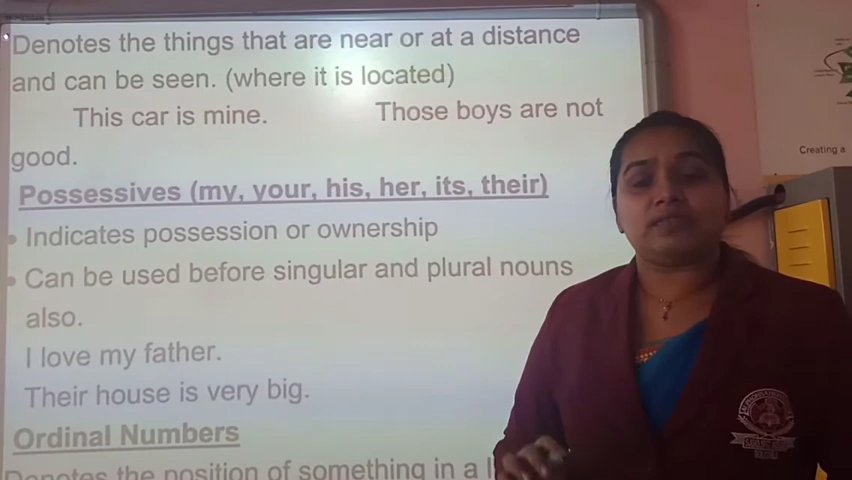 Denotes the things that are near or at a distance
and can be seen. (where it is located)
This car is mine. Those boys are not
good.
Possessives (my, your, his, her, its, their)
Indicates possession or ownership
Can be used before singular and plural nouns
also.
I love my father.
Their house is very big.
Ordinal Numbers
Denotes the position of something in a
Creating a